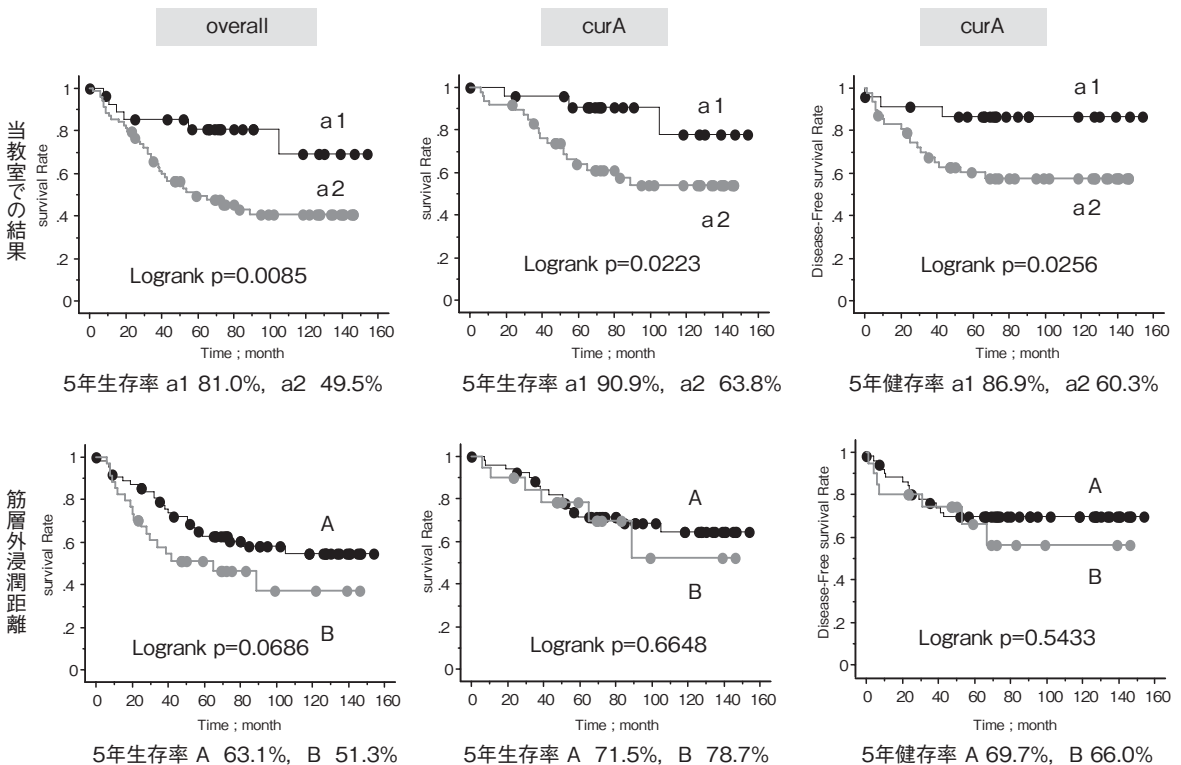 overall
curA
curA
当教室での結果
survival Rate
1
.8
.6
.4
.2
0
a1
a2
Logrank p=0.0085
0 20 40 60 80 100 120 140 160
Time ; month
5年生存率 a1 81.0%, a2 49.5%
survival Rate
1
.8
.6
.4
.2
0
a1
a2
Logrank p=0.0223
0 20 40 60 80 100 120 140 160
Time ; month
5年生存率 a1 90.9%, a2 63.8%
Disease-Free survival Rate
1
.8
.6
.4
.2
0
a1
a2
Logrank p=0.0256
0 20 40 60 80 100 120 140 160
Time ; month
5年健存率 a1 86.9%, a2 60.3%
筋層外浸潤距離
survival Rate
1
.8
.6
.4
.2
0
A
B
Logrank p=0.0686
0 20 40 60 80 100 120 140 160
Time ; month
5年生存率 A 63.1%, B 51.3%
survival Rate
1
.8
.6
.4
.2
0
A
B
Logrank p=0.6648
0 20 40 60 80 100 120 140 160
Time ; month
5年生存率 A 71.5%, B 78.7%
Disease-Free survival Rate
1
.8
.6
.4
.2
0
A
B
Logrank p=0.5433
0 20 40 60 80 100 120 140 160
Time ; month
5年健存率 A 69.7%, B 66.0%